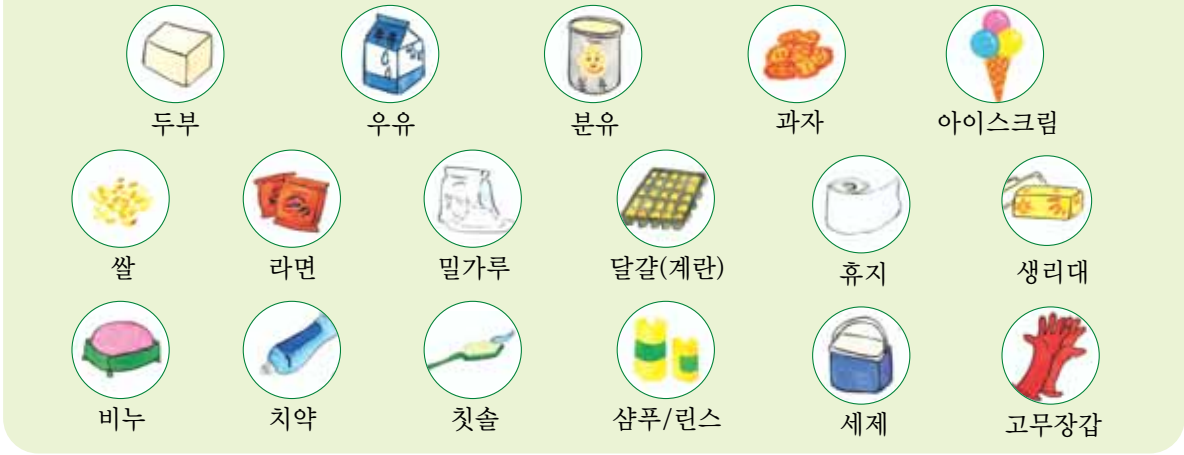 두부 우유 분유 과자 아이스크림
쌀 라면 밀가루 달걀(계란) 휴지 생리대
비누 치약 칫솔 샴푸/린스 세제 고무장갑